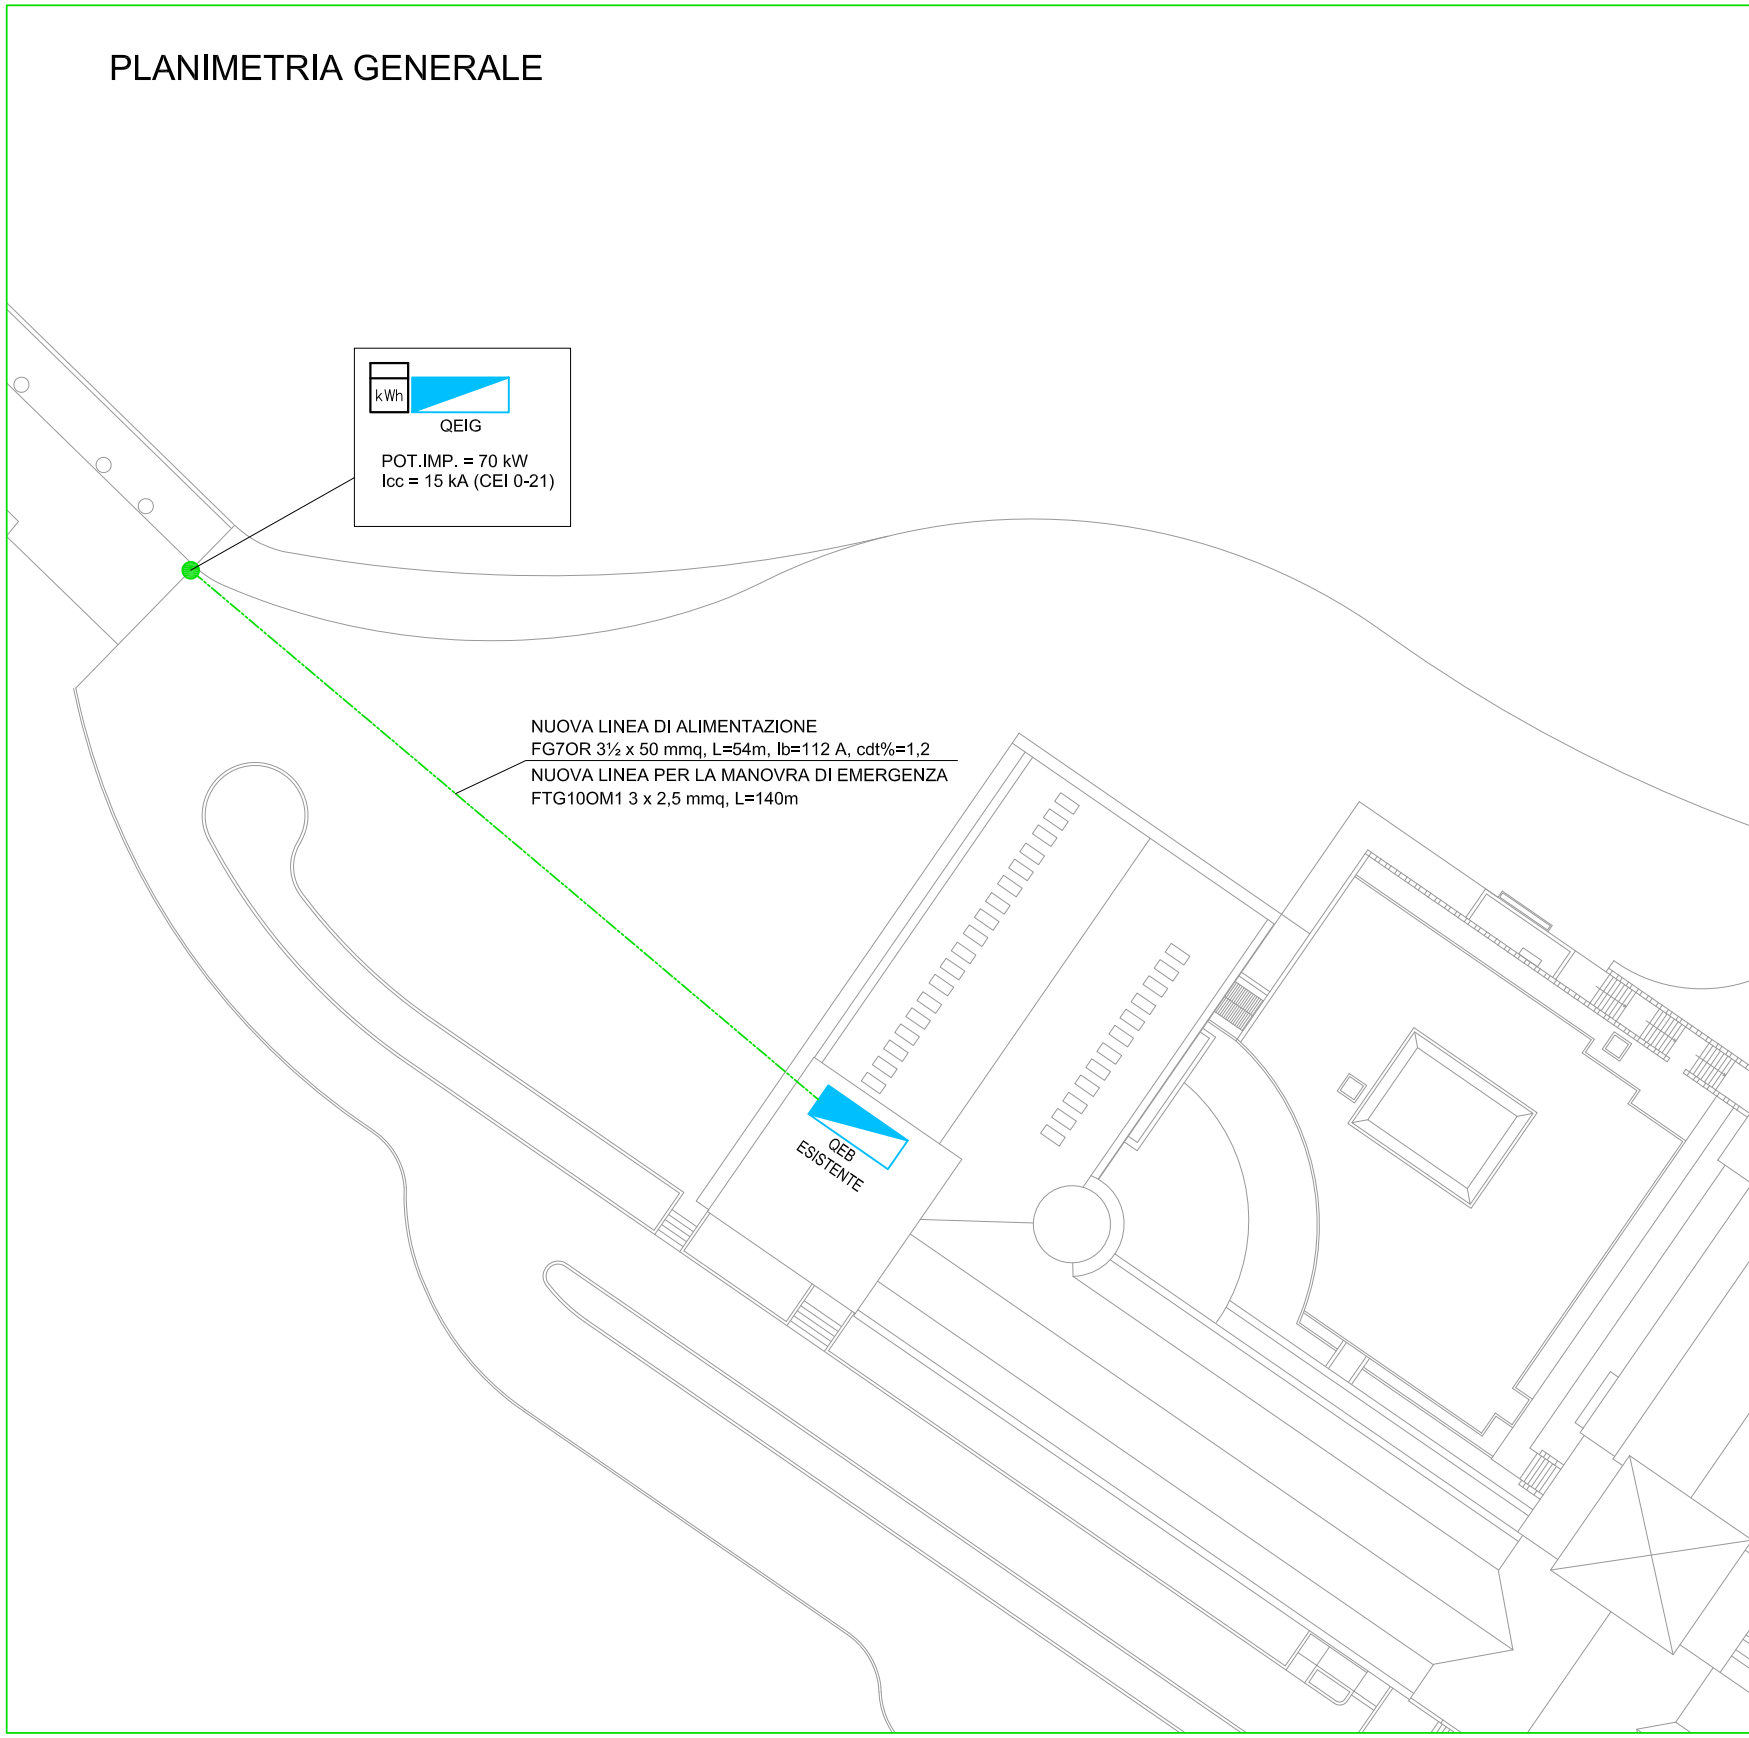 PLANIMETRIA GENERALE
kWh
QEIG
POT.IMP. = 70 kW
Icc = 15 kA (CEI 0-21)
NUOVA LINEA DI ALIMENTAZIONE
FG7OR 3½ x 50 mmq, L=54m, Ib=112 A, cdt%=1,2
NUOVA LINEA PER LA MANOVRA DI EMERGENZA
FTG10OM1 3 x 2,5 mmq, L=140m
QEB
ESISTENTE